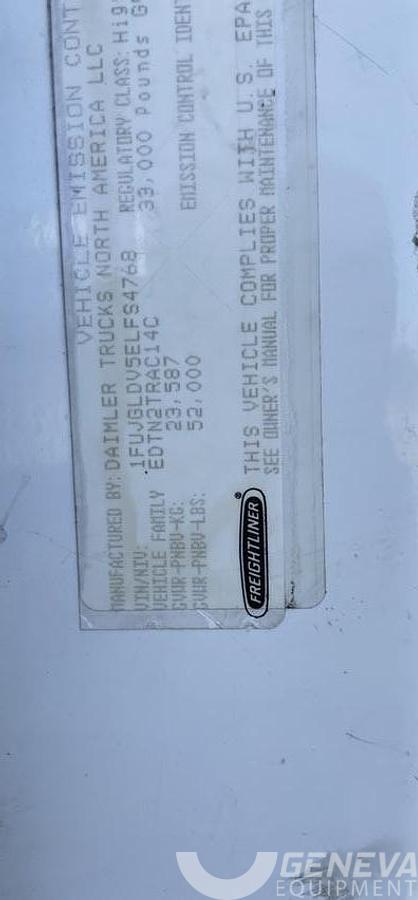 VEHICLE EMISSION CONT
MANUFACTURED BY: DAIMLER TRUCKS NORTH AMERICA LLC
VIN/NIV: 1FUJGLDV5ELFS4768 REGULATORY CLASS: High
VEHICLE FAMILY EDTN2TRAC14C 33,000 Pounds G
GVWR-PNBV-KG: 23,587
GVWR-PNBV-LBS: 52,000 EMISSION CONTROL IDENT
THIS VEHICLE COMPLIES WITH U.S. EPA
SEE OWNER'S MANUAL FOR PROPER MAINTENANCE OF THIS
FREIGHTLINER®
GENEVA
EQUIPMENT